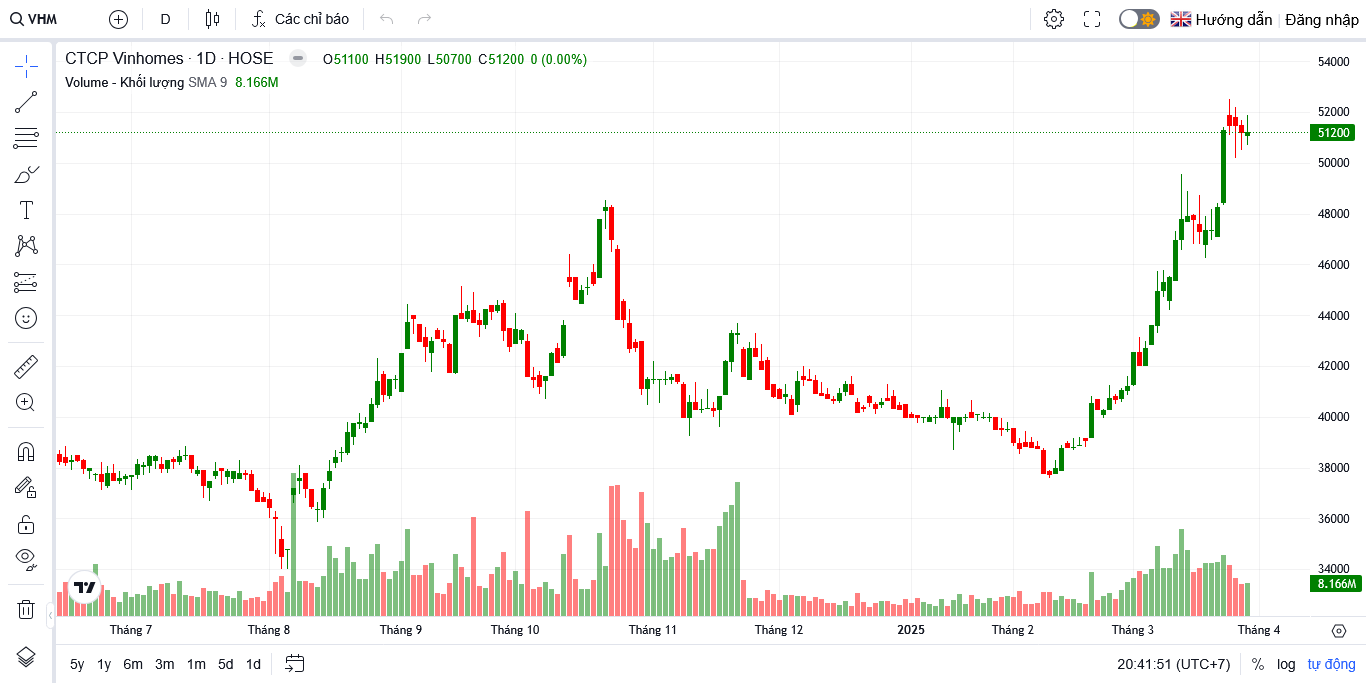 VHM D Các chỉ báo Hướng dẫn Đăng nhập
CTCP Vinhomes · 1D · HOSE O51100 H51900 L50700 C51200 0 (0.00%)
Volume - Khối lượng SMA 9 8.166M
54000
52000
51200
50000
48000
46000
44000
42000
40000
38000
36000
34000
8.166M
Tháng 7 Tháng 8 Tháng 9 Tháng 10 Tháng 11 Tháng 12 2025 Tháng 2 Tháng 3 Tháng 4
5y 1y 6m 3m 1m 5d 1d 20:41:51 (UTC+7) % log tự động